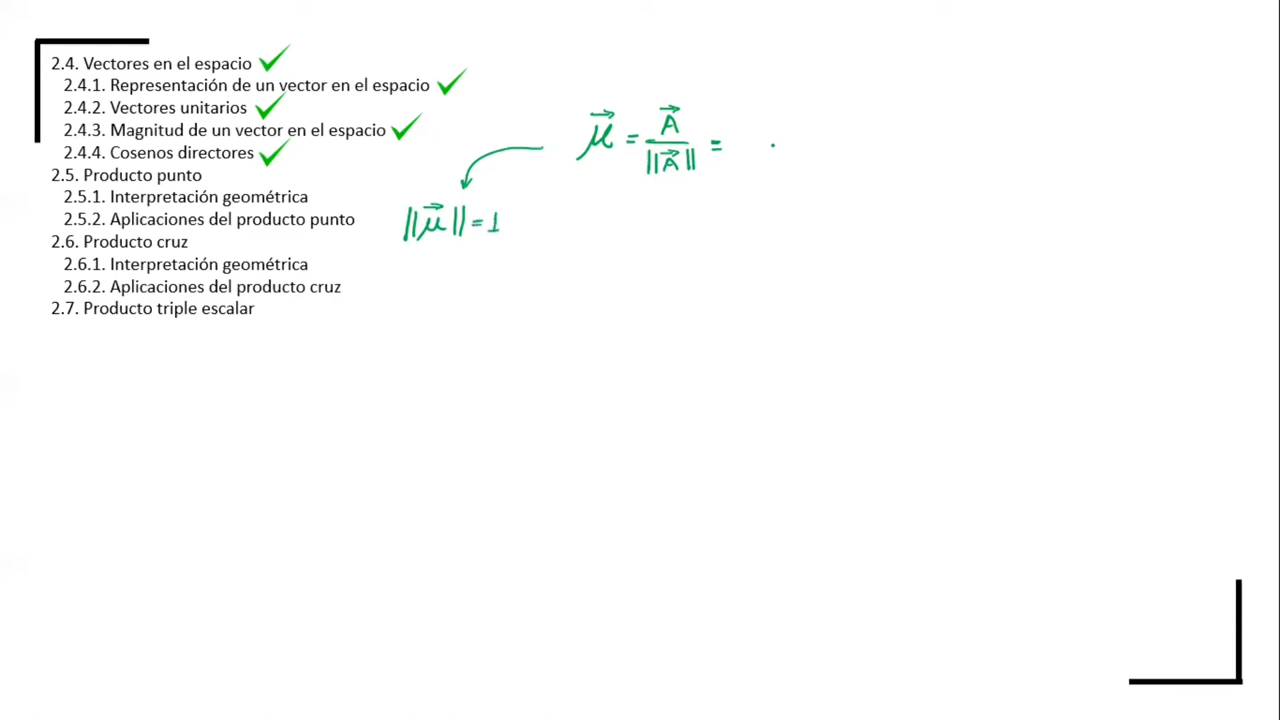 2.4. Vectores en el espacio
2.4.1. Representación de un vector en el espacio
2.4.2. Vectores unitarios
2.4.3. Magnitud de un vector en el espacio
2.4.4. Cosenos directores
2.5. Producto punto
2.5.1. Interpretación geométrica
2.5.2. Aplicaciones del producto punto
2.6. Producto cruz
2.6.1. Interpretación geométrica
2.6.2. Aplicaciones del producto cruz
2.7. Producto triple escalar
μ⃗ = A⃗ / ||A⃗|| =
||μ⃗|| = 1